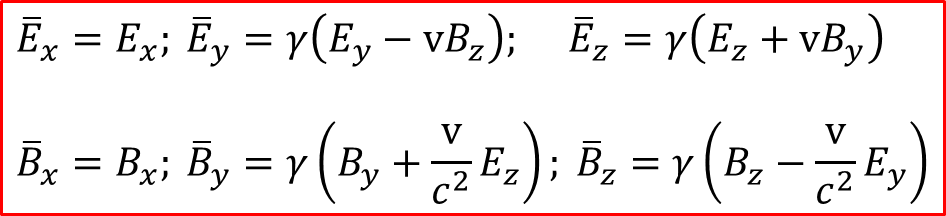 Ē_x = E_x; Ē_y = γ(E_y − vB_z); Ē_z = γ(E_z + vB_y)
B̄_x = B_x; B̄_y = γ(B_y + v/c² E_z); B̄_z = γ(B_z − v/c² E_y)